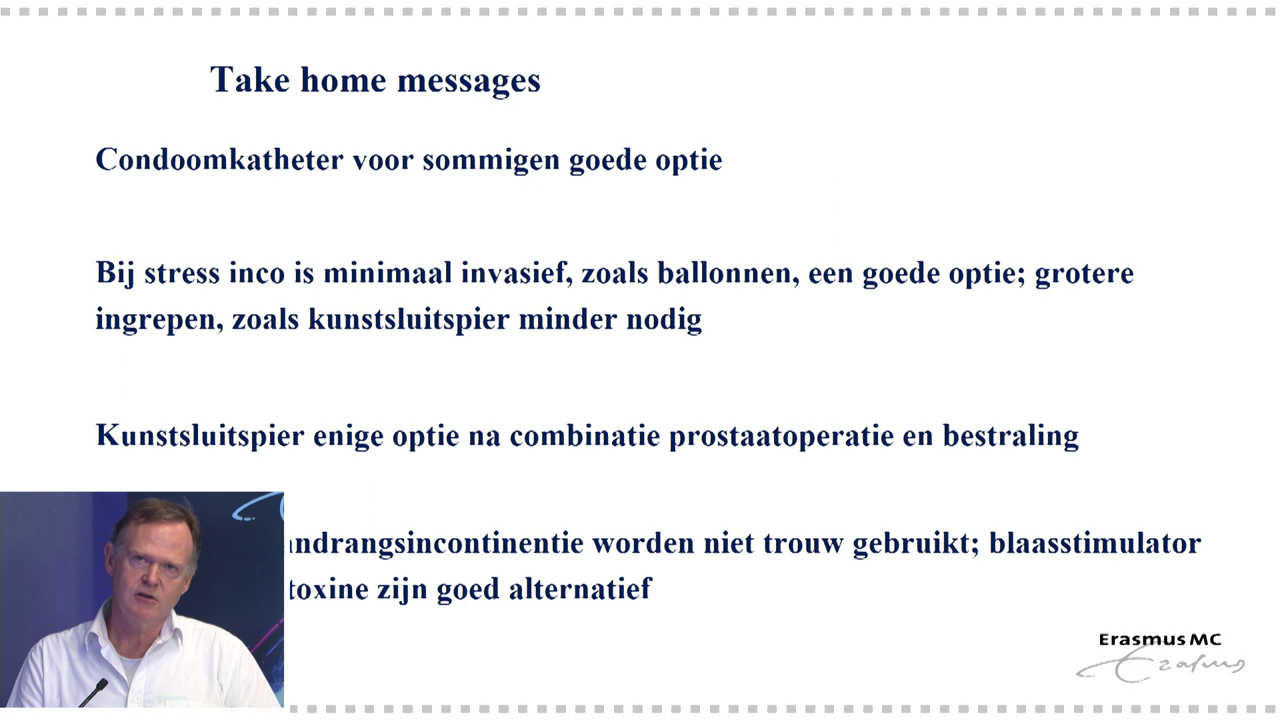 Take home messages
Condoomkatheter voor sommigen goede optie
Bij stress inco is minimaal invasief, zoals ballonnen, een goede optie; grotere
ingrepen, zoals kunstsluitspier minder nodig
Kunstsluitspier enige optie na combinatie prostaatoperatie en bestraling
andrangsincontinentie worden niet trouw gebruikt; blaasstimulator
toxine zijn goed alternatief
Erasmus MC
Erasmus